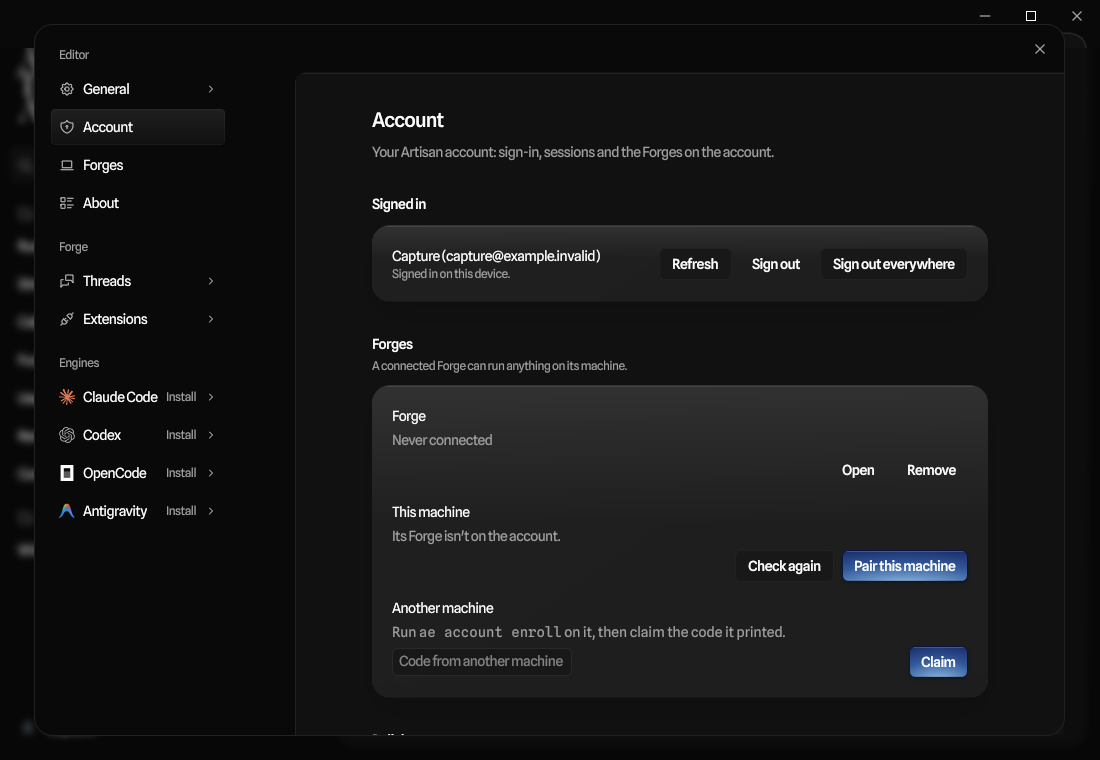 Editor
General
Account
Forges
About
Forge
Threads
Extensions
Engines
Claude Code Install
Codex Install
OpenCode Install
Antigravity Install
Account
Your Artisan account: sign-in, sessions and the Forges on the account.
Signed in
Capture (capture@example.invalid)
Signed in on this device.
Refresh Sign out Sign out everywhere
Forges
A connected Forge can run anything on its machine.
Forge
Never connected
Open Remove
This machine
Its Forge isn't on the account.
Check again Pair this machine
Another machine
Run ae account enroll on it, then claim the code it printed.
Code from another machine Claim